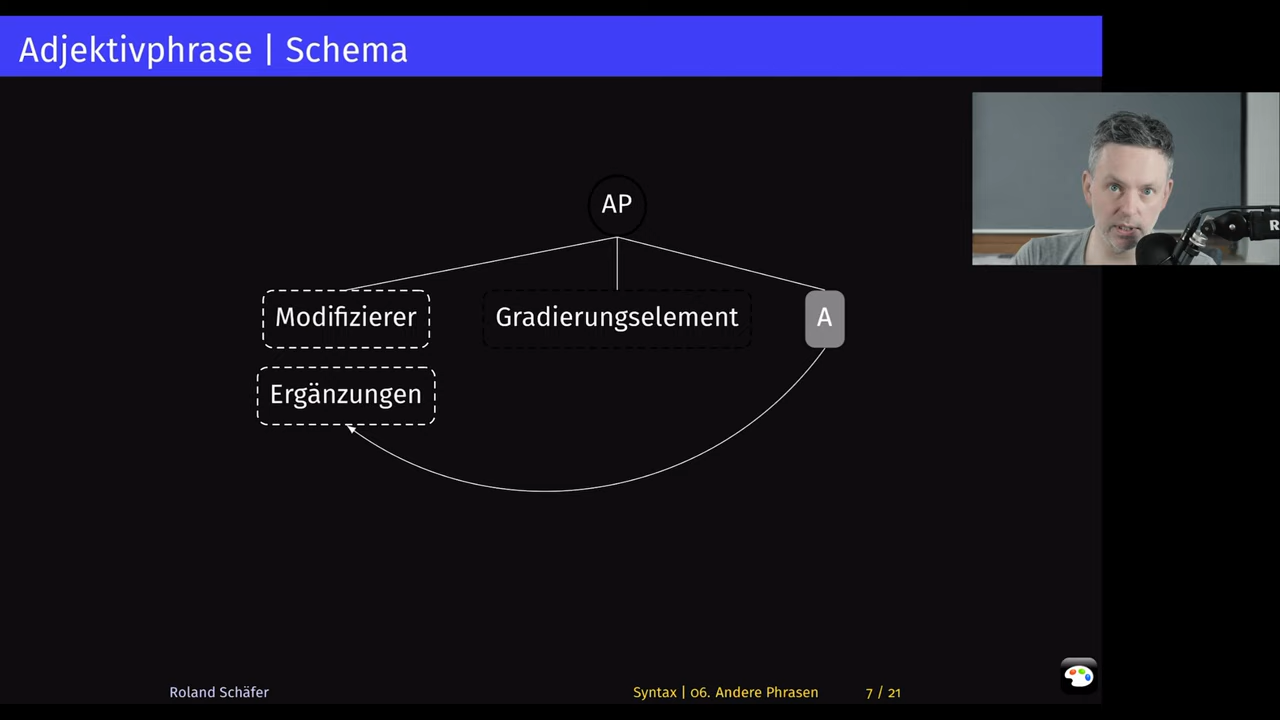 Adjektivphrase | Schema
AP
Modifizierer
Gradierungselement
A
Ergänzungen
R
Roland Schäfer
Syntax | 06. Andere Phrasen
7 / 21